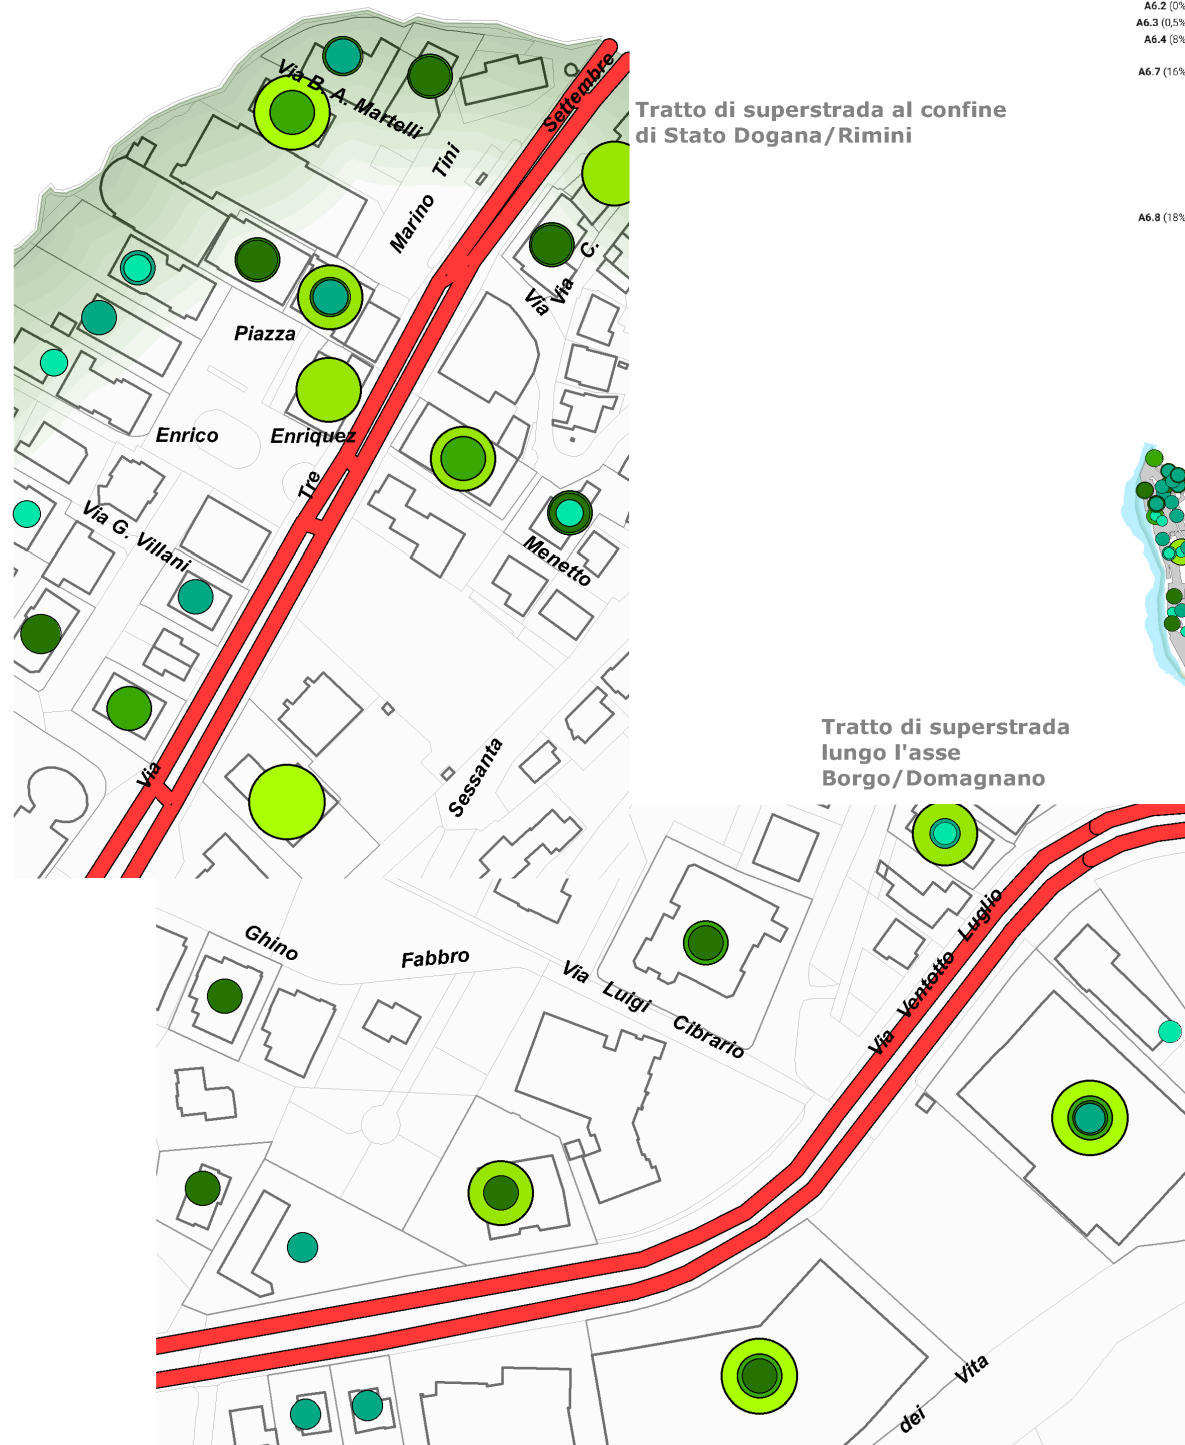 A6.2 (0%
A6.3 (0,5%
A6.4 (8%
A6.7 (16%
Tratto di superstrada al confine
di Stato Dogana/Rimini
A6.8 (18%
Via B. A. Martelli
Settembre
Marino Tini
Via
Via C.
Piazza
Enrico
Enriquez
Tre
Via G. Villani
Menetto
Via
Sessanta
Tratto di superstrada
lungo l'asse
Borgo/Domagnano
Ghino
Fabbro
Via Luigi Cibrario
Via Ventotto Luglio
dei Vita